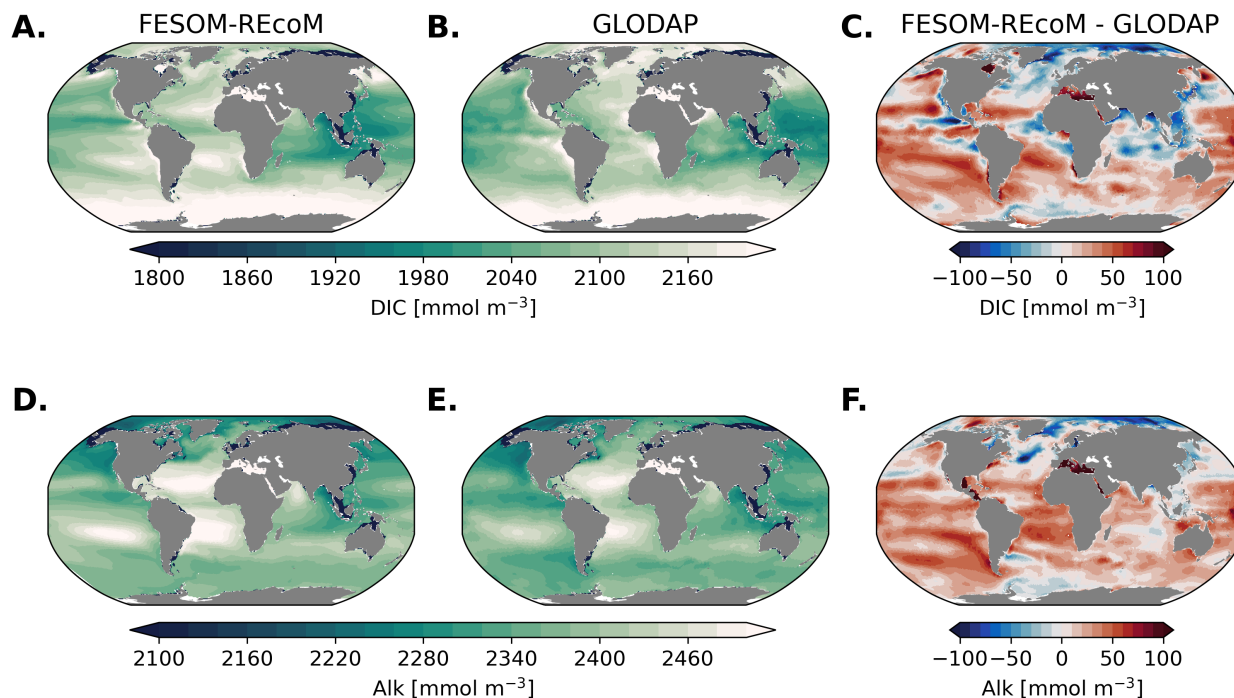 A. FESOM-REcoM B. GLODAP C. FESOM-REcoM - GLODAP
1800 1860 1920 1980 2040 2100 2160 −100 −50 0 50 100
DIC [mmol m⁻³] DIC [mmol m⁻³]
D. E. F.
2100 2160 2220 2280 2340 2400 2460 −100 −50 0 50 100
Alk [mmol m⁻³] Alk [mmol m⁻³]